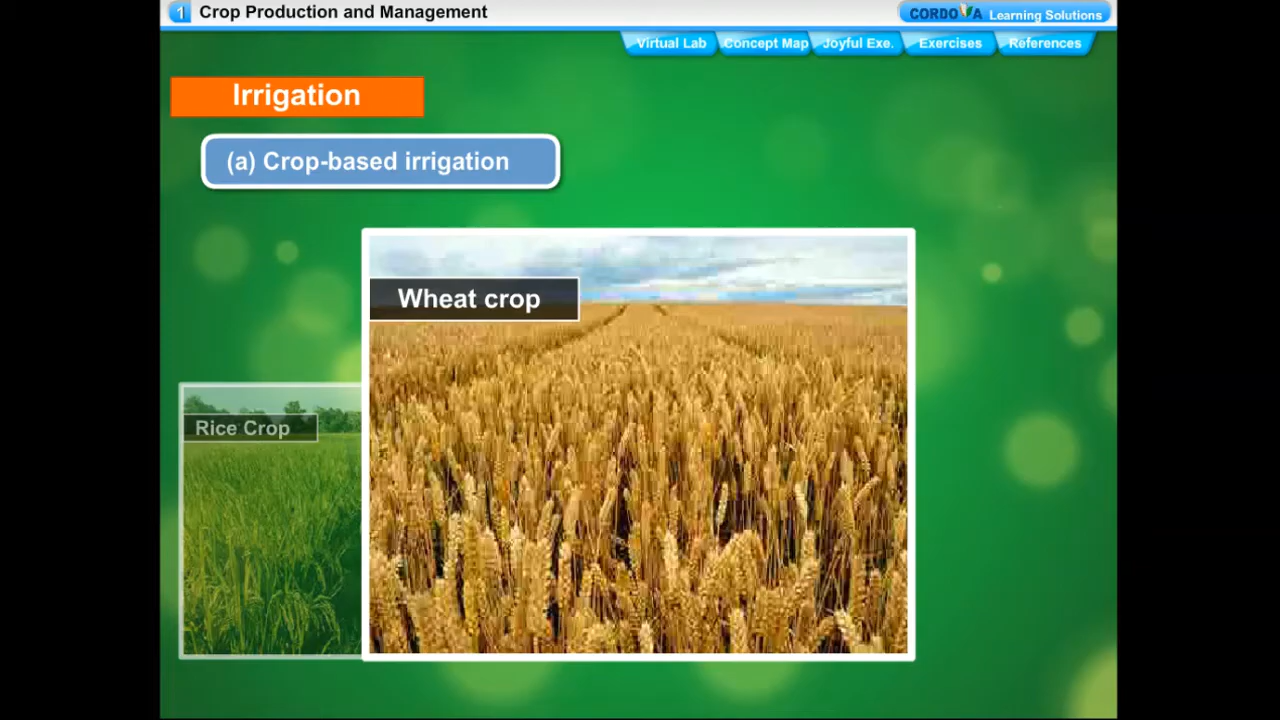 1 Crop Production and Management
CORDOVA Learning Solutions
Virtual Lab Concept Map Joyful Exe. Exercises References
Irrigation
(a) Crop-based irrigation
Wheat crop
Rice Crop